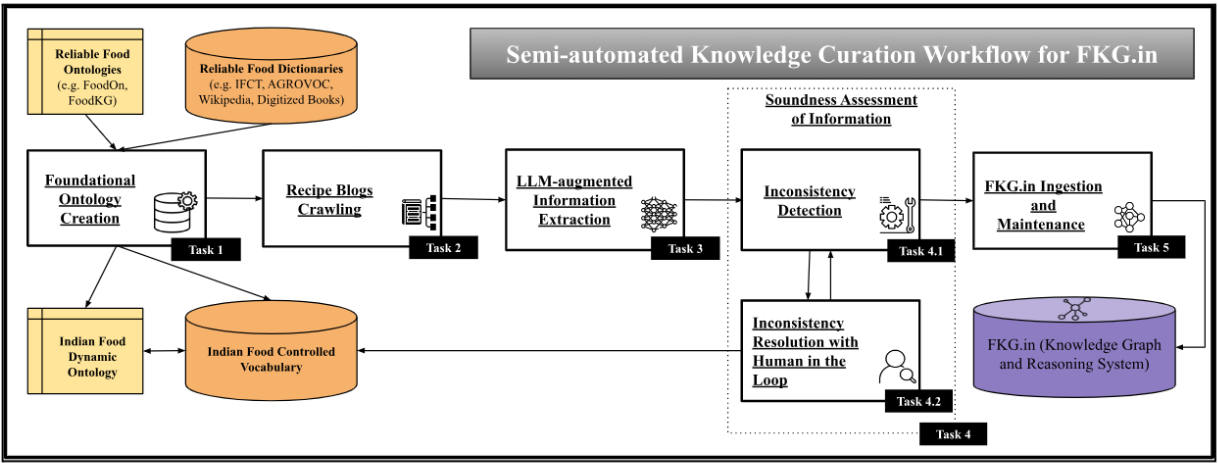 Semi-automated Knowledge Curation Workflow for FKG.in
Reliable Food
Ontologies
(e.g. FoodOn,
FoodKG)
Reliable Food Dictionaries
(e.g. IFCT, AGROVOC,
Wikipedia, Digitized Books)
Soundness Assessment
of Information
Foundational
Ontology
Creation
Task 1
Recipe Blogs
Crawling
Task 2
LLM-augmented
Information
Extraction
Task 3
Inconsistency
Detection
Task 4.1
FKG.in Ingestion
and
Maintenance
Task 5
Indian Food
Dynamic
Ontology
Indian Food Controlled
Vocabulary
Inconsistency
Resolution with
Human in the
Loop
Task 4.2
Task 4
FKG.in (Knowledge Graph
and Reasoning System)